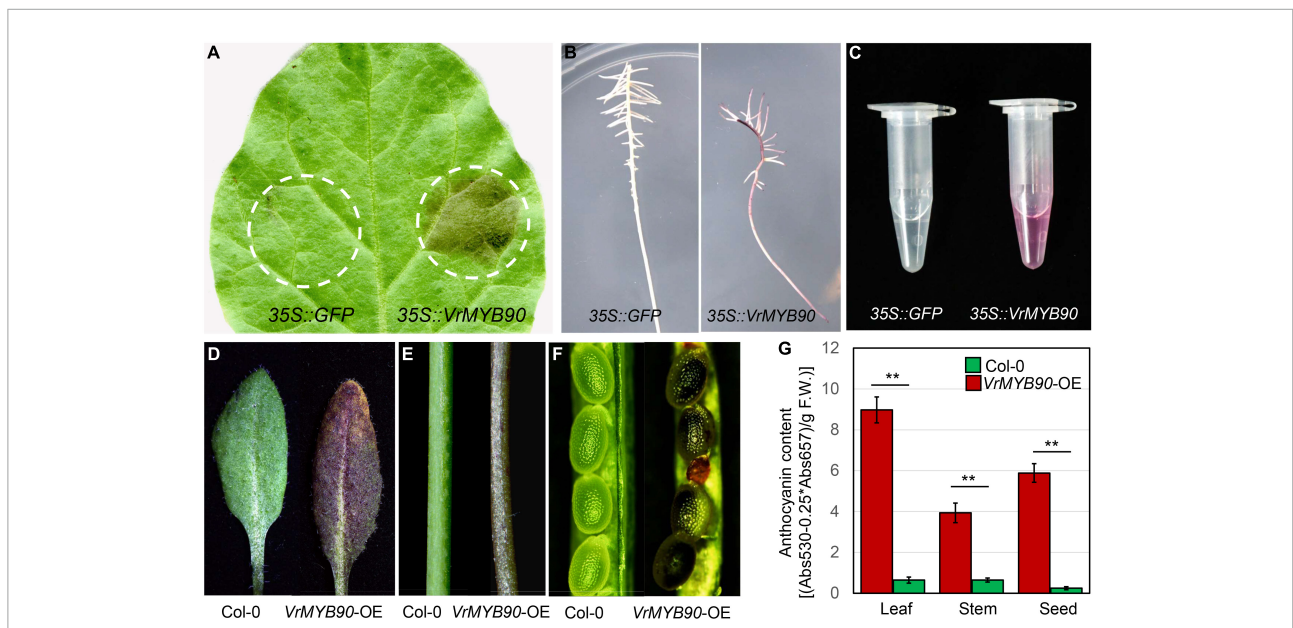 A
35S::GFP 35S::VrMYB90
B
35S::GFP 35S::VrMYB90
C
35S::GFP 35S::VrMYB90
D
Col-0 VrMYB90-OE
E
Col-0 VrMYB90-OE
F
Col-0 VrMYB90-OE
G
Anthocyanin content
[(Abs530-0.25*Abs657)/g F.W.)]
12
10
8
6
4
2
0
Col-0
VrMYB90-OE
**
**
**
Leaf Stem Seed